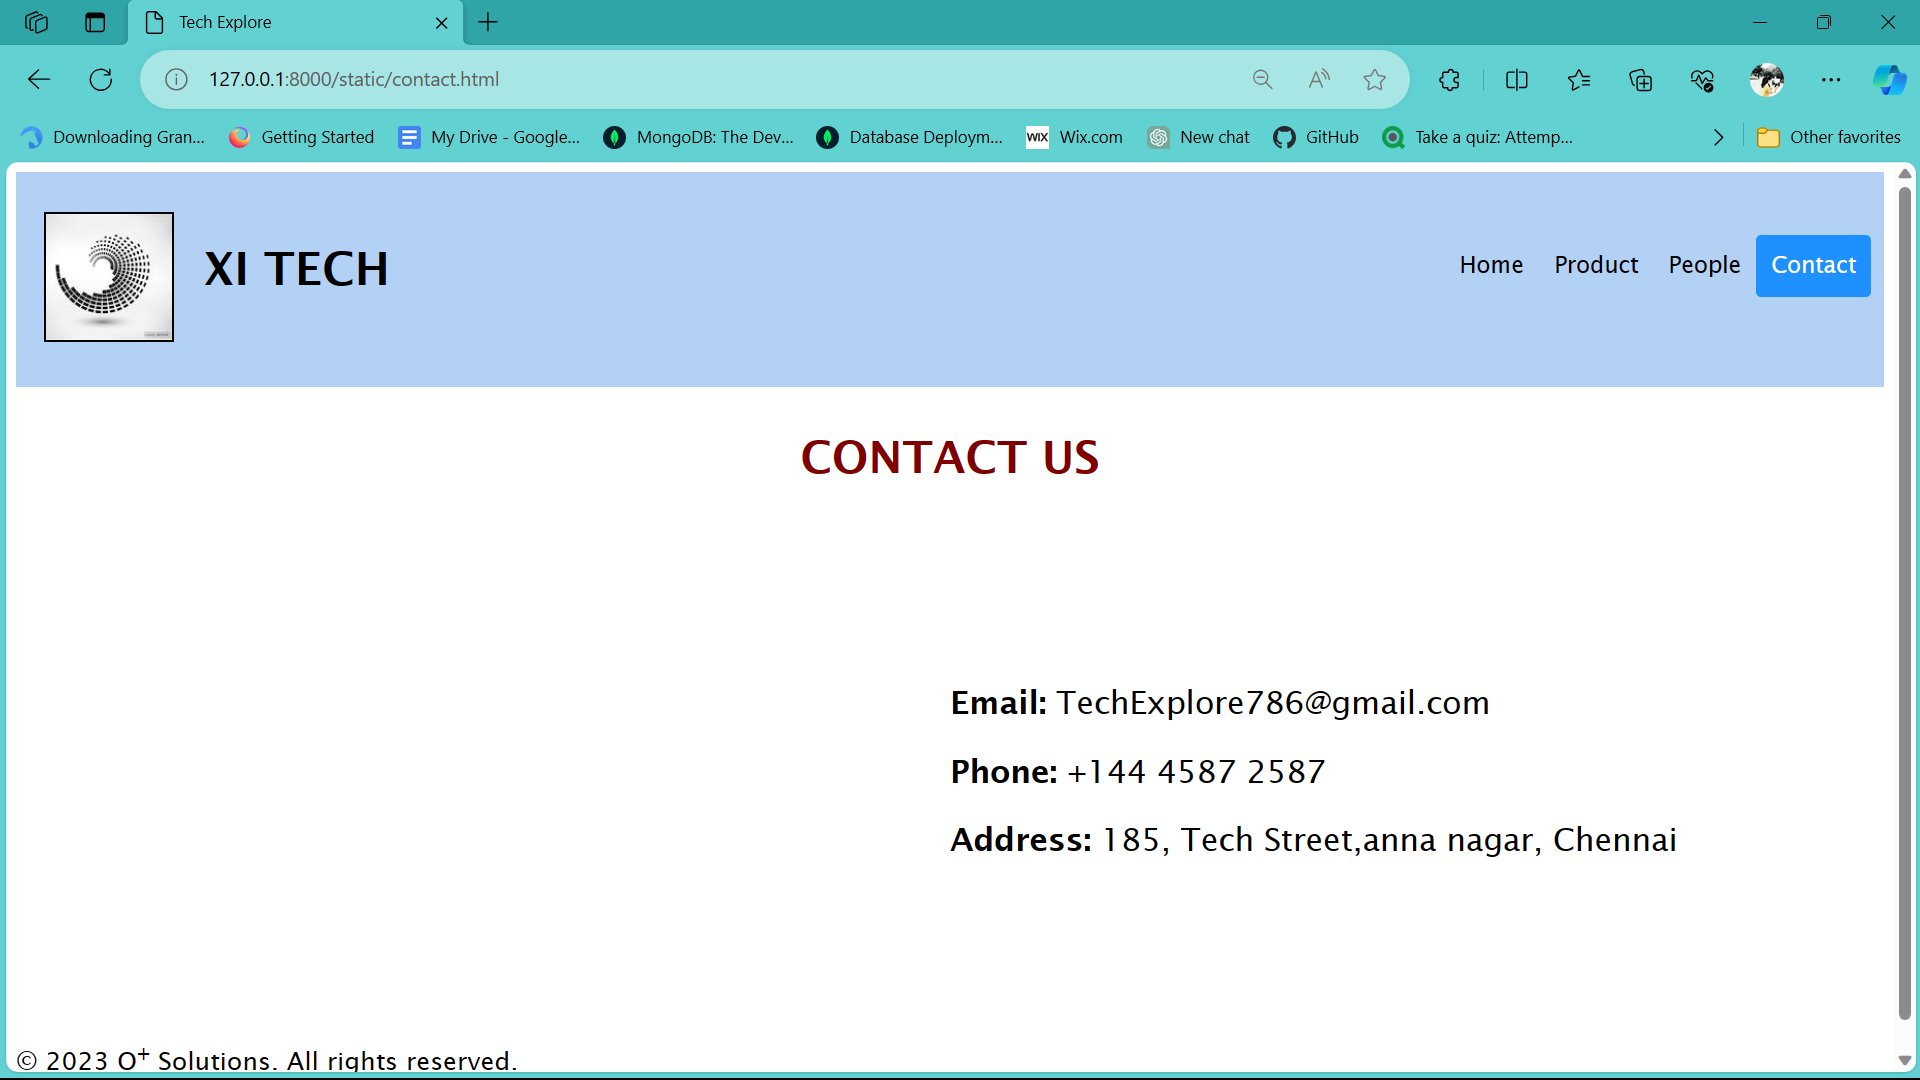 Tech Explore
127.0.0.1:8000/static/contact.html
Downloading Gran... Getting Started My Drive - Google... MongoDB: The Dev... Database Deploym... WIX Wix.com New chat GitHub Take a quiz: Attemp... Other favorites
XI TECH
Home Product People Contact
CONTACT US
Email: TechExplore786@gmail.com
Phone: +144 4587 2587
Address: 185, Tech Street,anna nagar, Chennai
© 2023 O+ Solutions. All rights reserved.